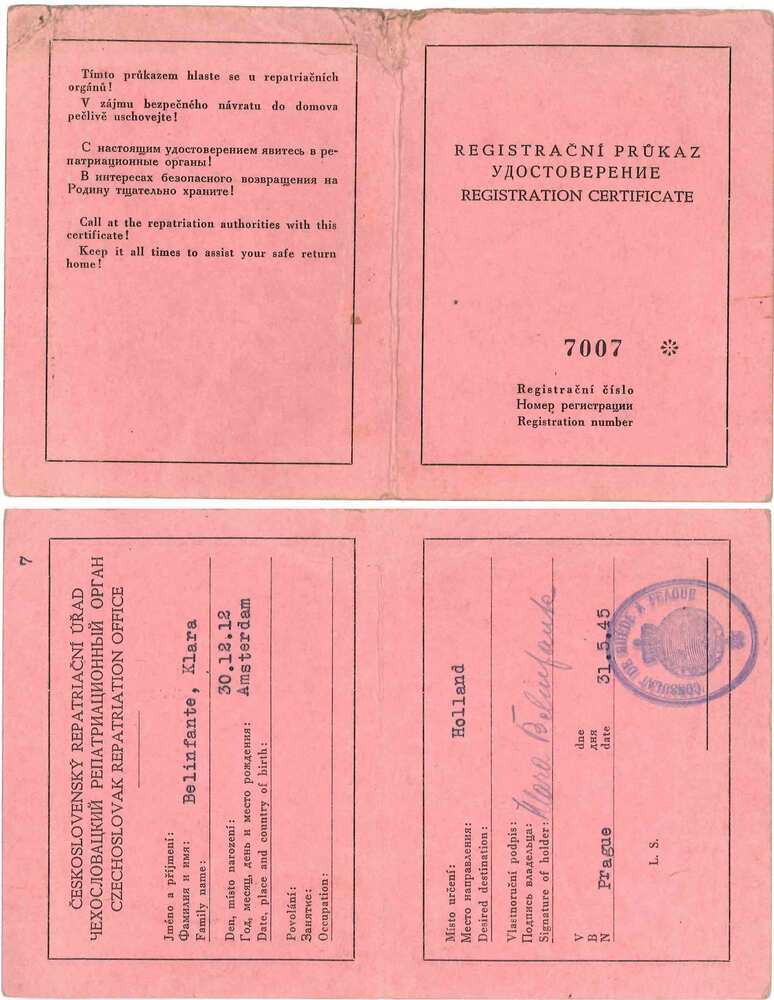 Tímto průkazem hlaste se u repatriačních
orgánů!
V zájmu bezpečného návratu do domova
pečlivě uschovejte!
С настоящим удостоверением явитесь в ре-
патриационные органы!
В интересах безопасного возвращения на
Родину тщательно храните!
Call at the repatriation authorities with this
certificate!
Keep it all times to assist your safe return
home!
REGISTRAČNÍ PRŮKAZ
УДОСТОВЕРЕНИЕ
REGISTRATION CERTIFICATE
7007
Registrační číslo
Номер регистрации
Registration number
7
ČESKOSLOVENSKÝ REPATRIAČNÍ ÚŘAD
ЧЕХОСЛОВАЦКИЙ РЕПАТРИАЦИОННЫЙ ОРГАН
CZECHOSLOVAK REPATRIATION OFFICE
Jméno a příjmení:
Фамилия и имя:
Family name: Belinfante, Klara
Den, místo narození: 30.12.12
Год, месяц, день и место рождения: Amsterdam
Date, place and country of birth:
Povolání:
Занятие:
Occupation:
Místo určení: Holland
Место направления:
Desired destination:
Vlastnoruční podpis:
Подпись владельца:
Signature of holder: Klara Belinfante
V dne
В дня
N Prague date 31.5.45
L. S.
CONSULAT DE SUÈDE À PRAGUE